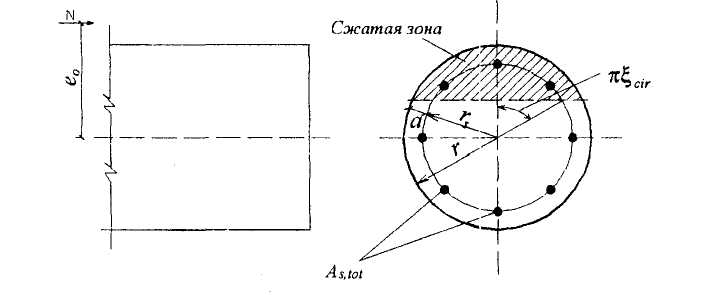 N
e₀
Сжатая зона
πξcir
a
rs
r
As,tot